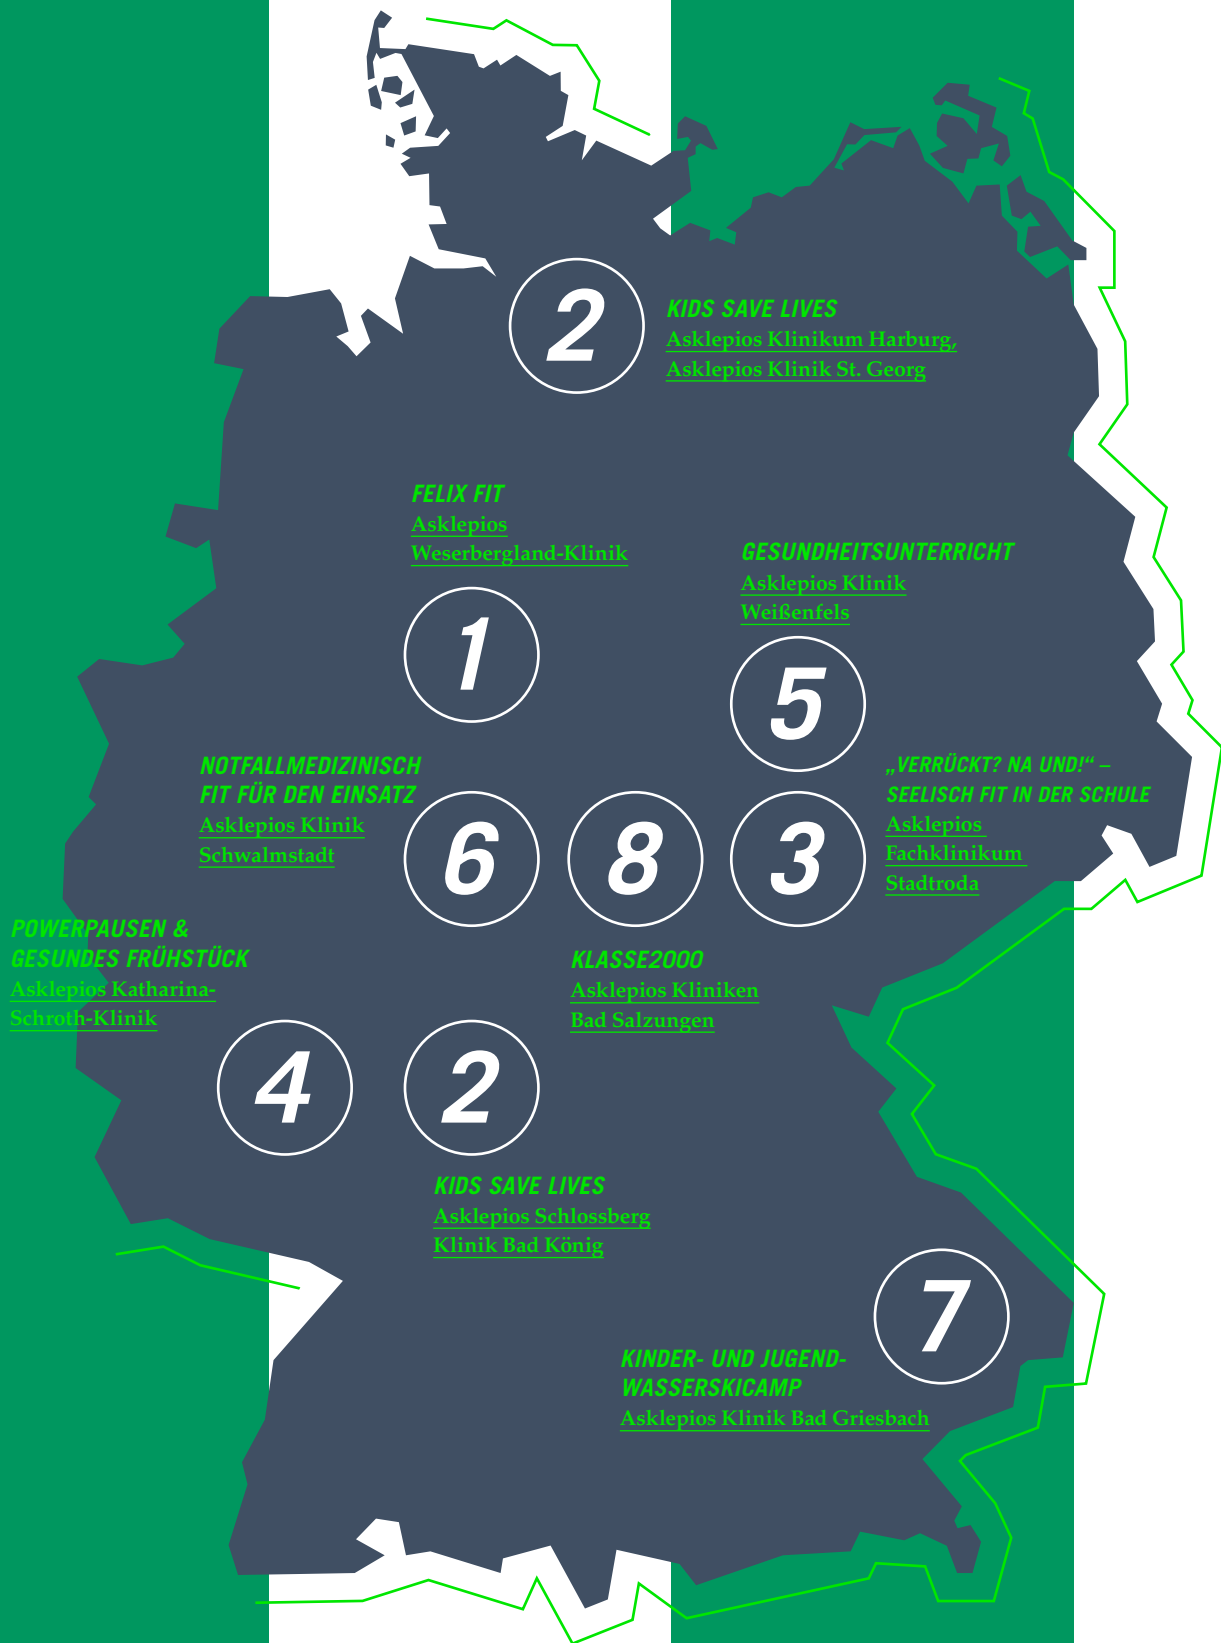 2
KIDS SAVE LIVES
Asklepios Klinikum Harburg,
Asklepios Klinik St. Georg
FELIX FIT
Asklepios
Weserbergland-Klinik
1
GESUNDHEITSUNTERRICHT
Asklepios Klinik
Weißenfels
5
NOTFALLMEDIZINISCH
FIT FÜR DEN EINSATZ
Asklepios Klinik
Schwalmstadt
6
8
3
„VERRÜCKT? NA UND!“ –
SEELISCH FIT IN DER SCHULE
Asklepios
Fachklinikum
Stadtroda
POWERPAUSEN &
GESUNDES FRÜHSTÜCK
Asklepios Katharina-
Schroth-Klinik
4
KLASSE2000
Asklepios Kliniken
Bad Salzungen
2
KIDS SAVE LIVES
Asklepios Schlossberg
Klinik Bad König
7
KINDER- UND JUGEND-
WASSERSKICAMP
Asklepios Klinik Bad Griesbach